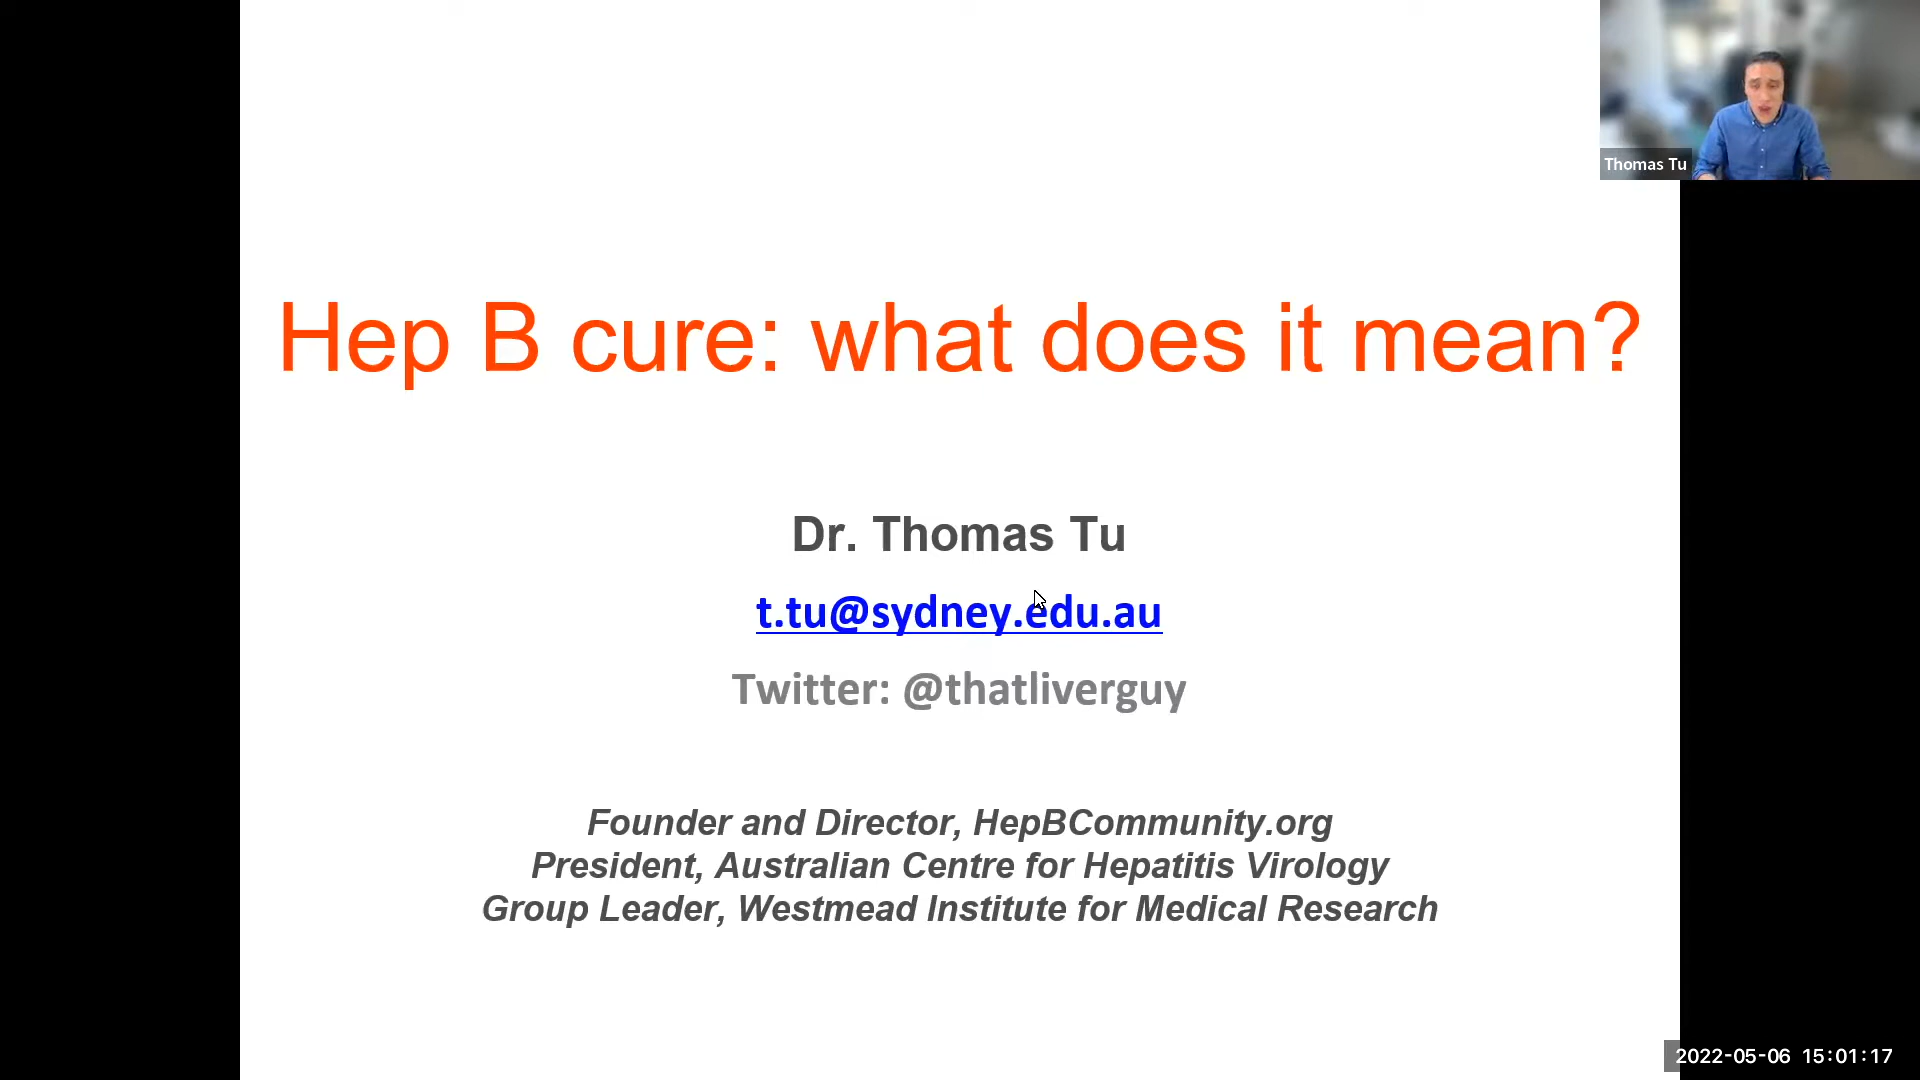 Thomas Tu
Hep B cure: what does it mean?
Dr. Thomas Tu
t.tu@sydney.edu.au
Twitter: @thatliverguy
Founder and Director, HepBCommunity.org
President, Australian Centre for Hepatitis Virology
Group Leader, Westmead Institute for Medical Research
2022-05-06 15:01:17